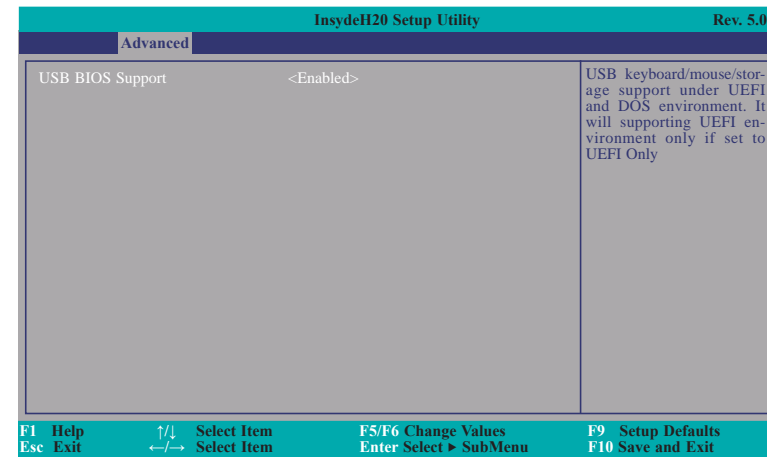 InsydeH20 Setup Utility Rev. 5.0
Advanced
USB BIOS Support <Enabled>
USB keyboard/mouse/stor-
age support under UEFI
and DOS environment. It
will supporting UEFI en-
vironment only if set to
UEFI Only
F1 Help ↑/↓ Select Item F5/F6 Change Values F9 Setup Defaults
Esc Exit ←/→ Select Item Enter Select ► SubMenu F10 Save and Exit